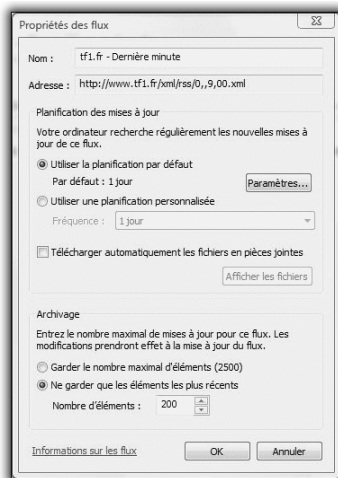 Propriétés des flux
Nom : tf1.fr - Dernière minute
Adresse : http://www.tf1.fr/xml/rss/0,,9,00.xml
Planification des mises à jour
Votre ordinateur recherche régulièrement les nouvelles mises à
jour de ce flux.
Utiliser la planification par défaut
Par défaut : 1 jour Paramètres...
Utiliser une planification personnalisée
Fréquence : 1 jour
Télécharger automatiquement les fichiers en pièces jointes
Afficher les fichiers
Archivage
Entrez le nombre maximal de mises à jour pour ce flux. Les
modifications prendront effet à la mise à jour du flux.
Garder le nombre maximal d'éléments (2500)
Ne garder que les éléments les plus récents
Nombre d'éléments : 200
Informations sur les flux OK Annuler